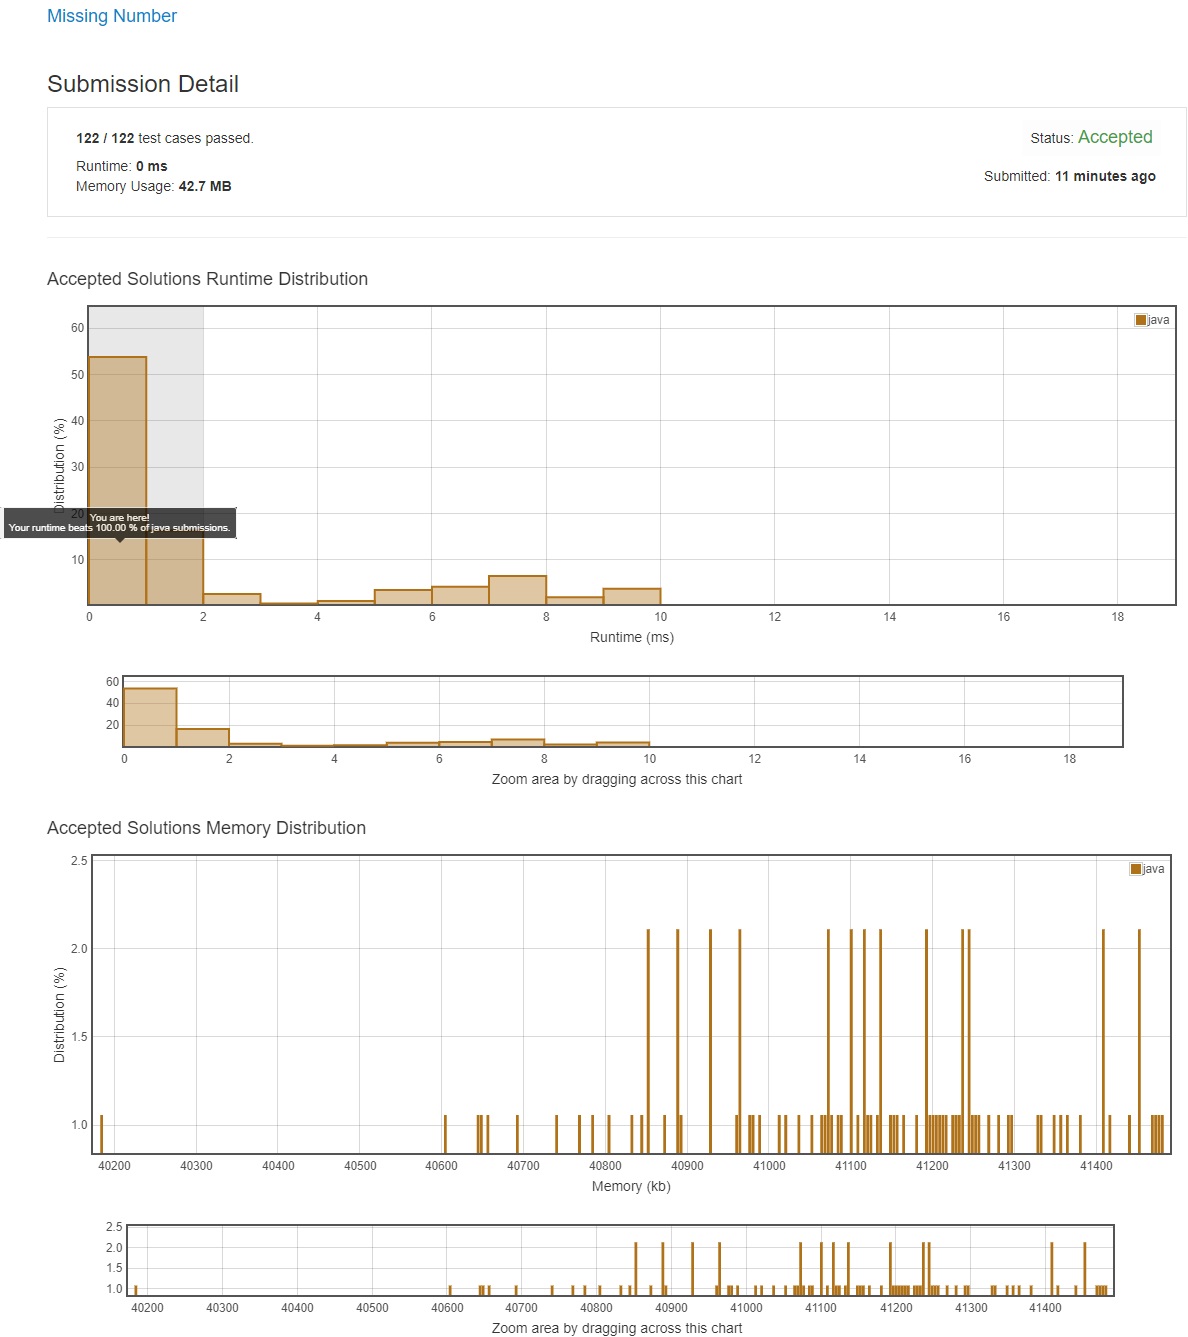 Missing Number
Submission Detail
122 / 122 test cases passed.
Status: Accepted
Runtime: 0 ms
Submitted: 11 minutes ago
Memory Usage: 42.7 MB
Accepted Solutions Runtime Distribution
java
60
50
40
30
20
10
Distribution (%)
You are here!
Your runtime beats 100.00 % of java submissions.
0 2 4 6 8 10 12 14 16 18
Runtime (ms)
60
40
20
0 2 4 6 8 10 12 14 16 18
Zoom area by dragging across this chart
Accepted Solutions Memory Distribution
java
2.5
2.0
1.5
1.0
Distribution (%)
40200 40300 40400 40500 40600 40700 40800 40900 41000 41100 41200 41300 41400
Memory (kb)
2.5
2.0
1.5
1.0
40200 40300 40400 40500 40600 40700 40800 40900 41000 41100 41200 41300 41400
Zoom area by dragging across this chart